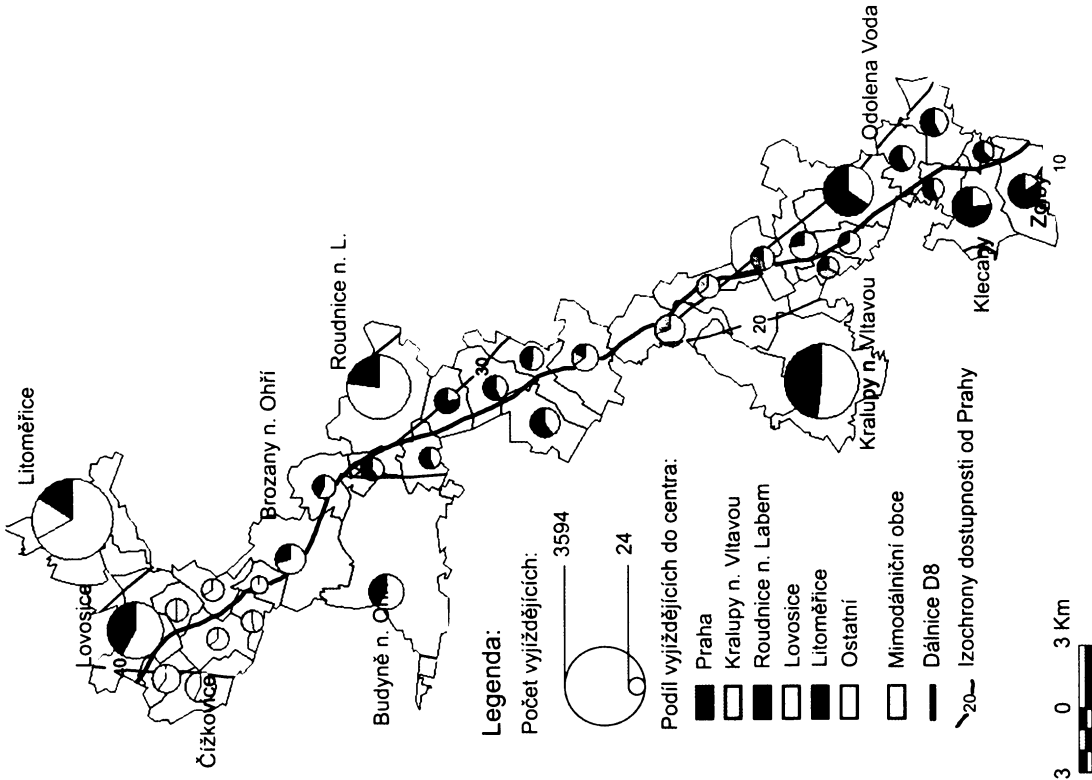 Litoměřice
Lovosice
40
Čížkovice
Brozany n. Ohří
Budyně n. Ohří
Roudnice n. L.
30
Odolena Voda
20
Kralupy n. Vltavou
Klecany
Zdiby
10
Legenda:
Počet vyjíždějících:
3594
24
Podíl vyjíždějících do centra:
Praha
Kralupy n. Vltavou
Roudnice n. Labem
Lovosice
Litoměřice
Ostatní
Mimodálniční obce
Dálnice D8
20 Izochrony dostupnosti od Prahy
3 0 3 Km